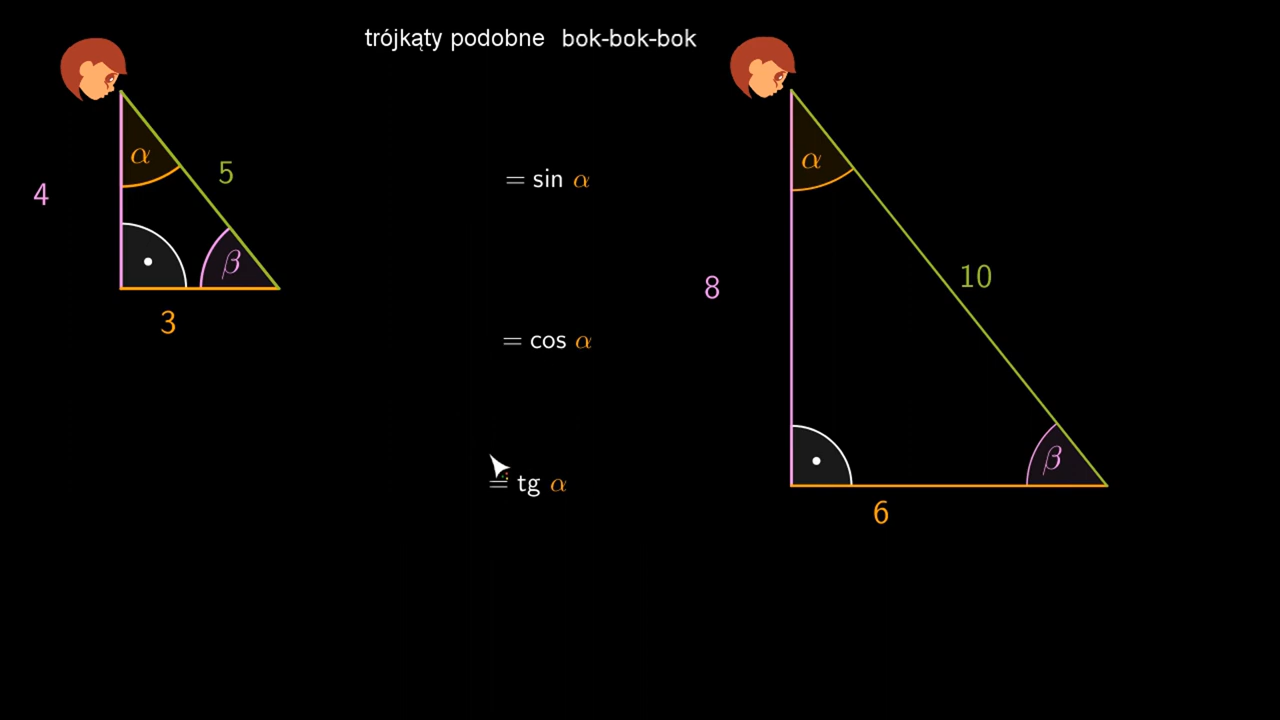 trójkąty podobne bok-bok-bok
4
α
5
β
3
= sin α
= cos α
= tg α
α
8
10
β
6